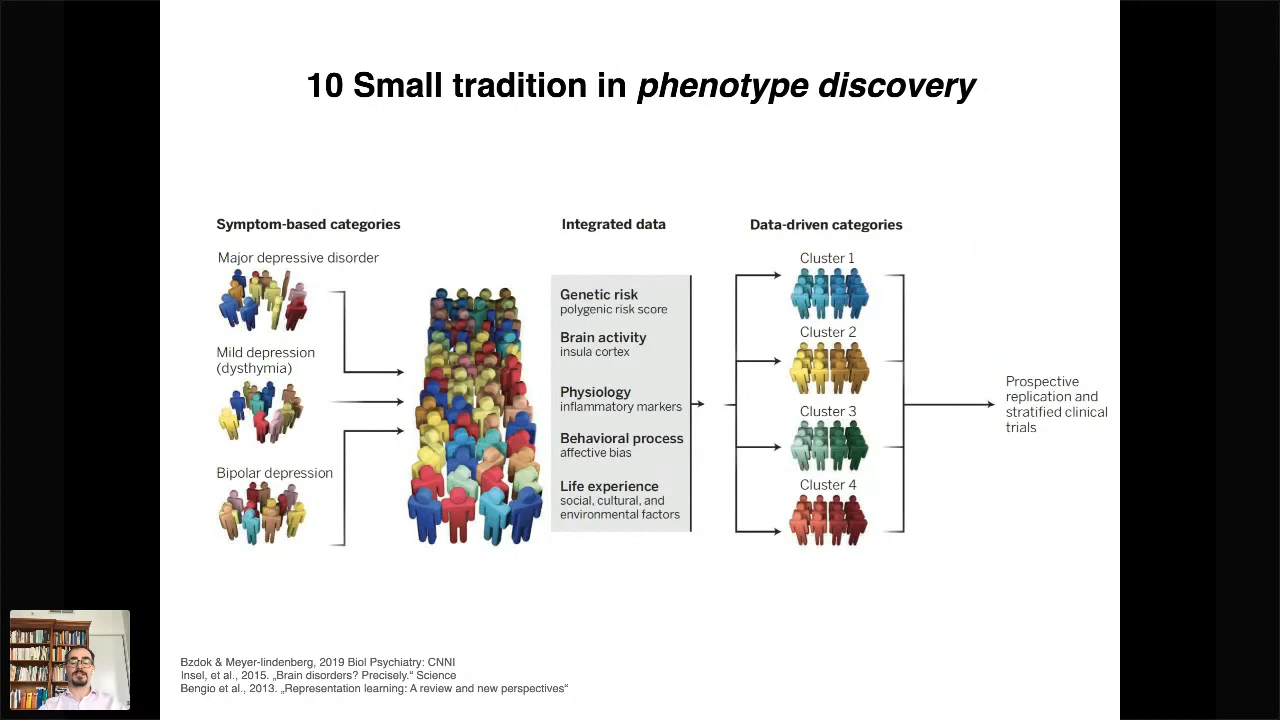 10 Small tradition in phenotype discovery
Symptom-based categories
Major depressive disorder
Mild depression
(dysthymia)
Bipolar depression
Integrated data
Genetic risk
polygenic risk score
Brain activity
insula cortex
Physiology
inflammatory markers
Behavioral process
affective bias
Life experience
social, cultural, and
environmental factors
Data-driven categories
Cluster 1
Cluster 2
Cluster 3
Cluster 4
Prospective
replication and
stratified clinical
trials
Bzdok & Meyer-lindenberg, 2019 Biol Psychiatry: CNNI
Insel, et al., 2015. „Brain disorders? Precisely.“ Science
Bengio et al., 2013. „Representation learning: A review and new perspectives“